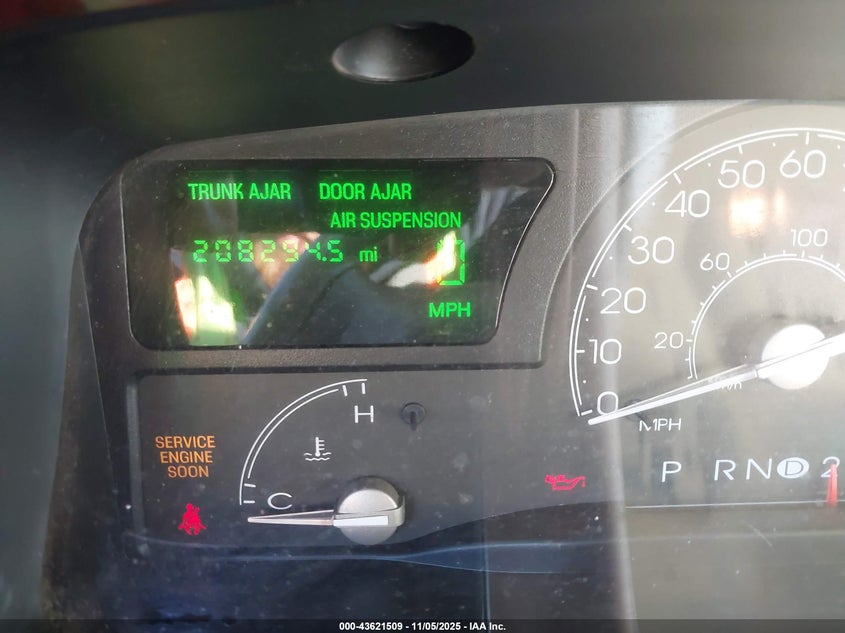 TRUNK AJAR DOOR AJAR
AIR SUSPENSION
208294.5 mi 0
MPH
SERVICE
ENGINE
SOON
H
C
0 10 20 30 40 50 60
20 60 100
MPH
P R N D 2
000-43621509 - 11/05/2025 - IAA Inc.